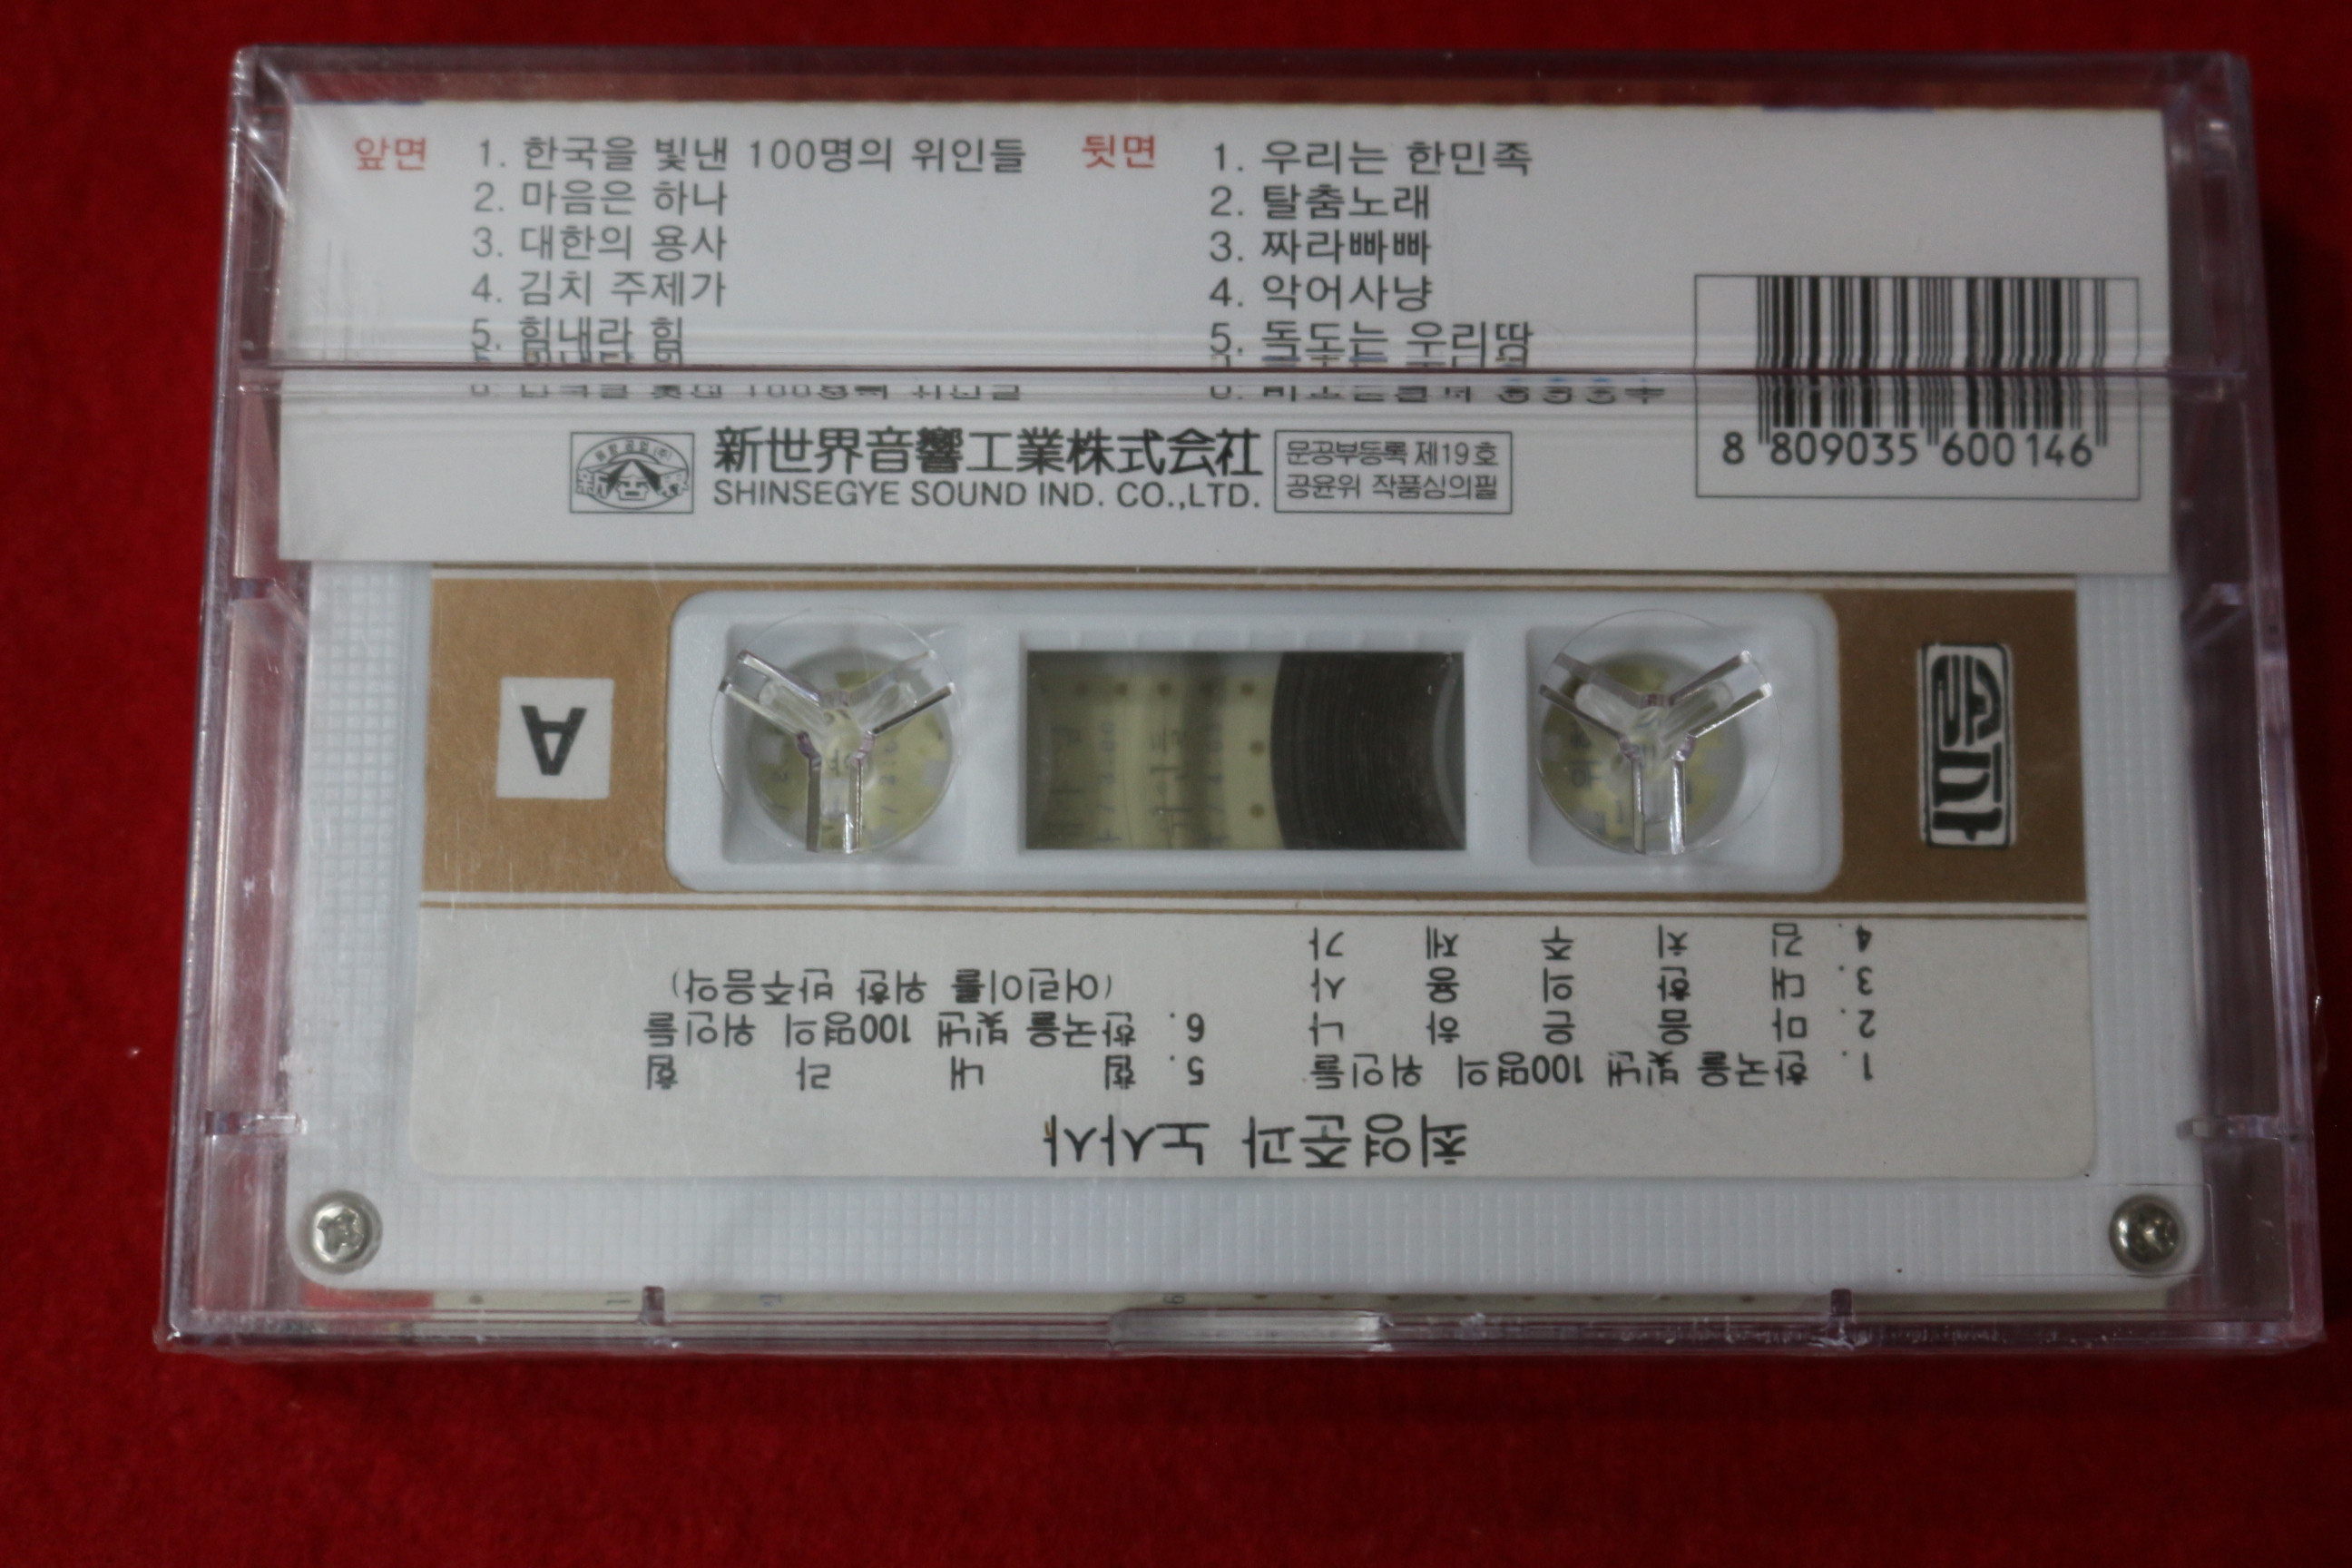 앞면 1. 한국을 빛낸 100명의 위인들
2. 마음은 하나
3. 대한의 용사
4. 김치 주제가
5. 힘내라 힘
뒷면 1. 우리는 한민족
2. 탈춤노래
3. 짜라빠빠
4. 악어사냥
5. 독도는 우리땅
新世界音響工業株式会社
SHINSEGYE SOUND IND. CO.,LTD.
문공부등록 제19호
공윤위 작품심의필
8 809035 600146
A
최영준과 노사사
1. 한국을 빛낸 100명의 위인들
2. 마음은 하나
3. 대한의 용사
4. 김치 주제가
5. 힘내라 힘
6. 한국을 빛낸 100명의 위인들
(어린이를 위한 반주음악)